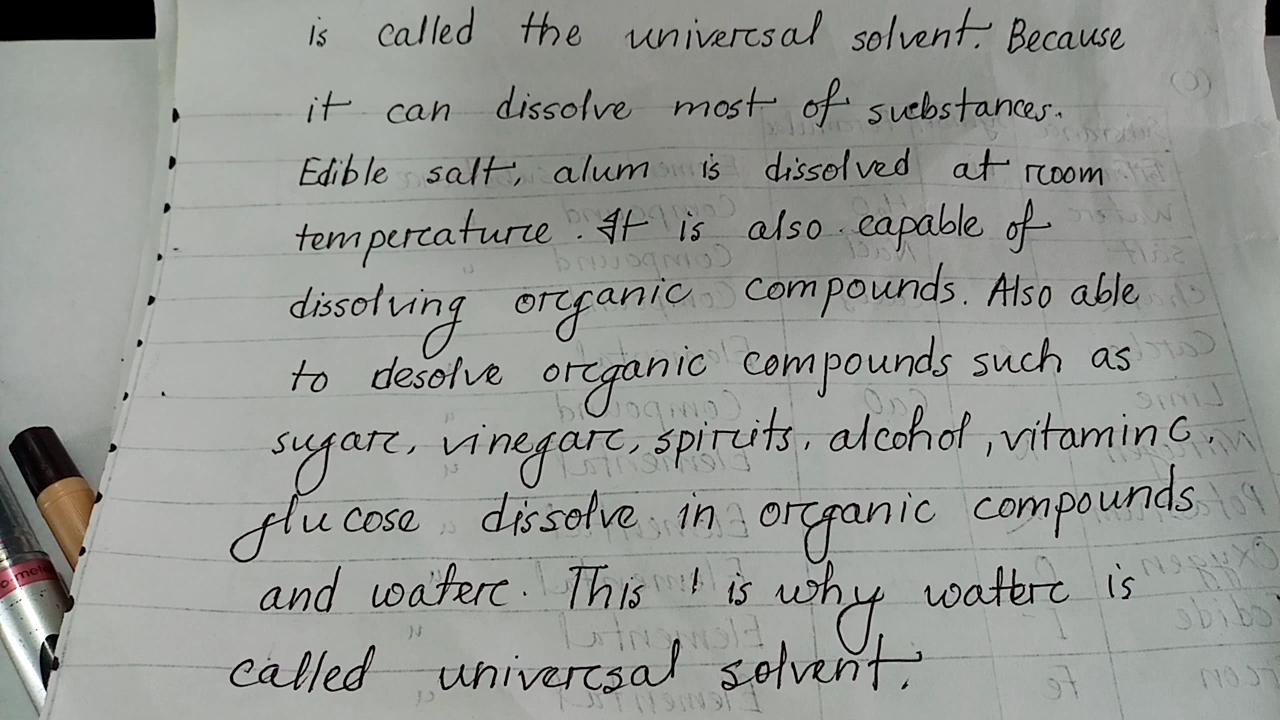 is called the universal solvent. Because
it can dissolve most of substances.
Edible salt, alum is dissolved at room
temperature. It is also capable of
dissolving organic compounds. Also able
to desolve organic compounds such as
sugar, vinegar, spirits, alcohol, vitamin C,
glucose dissolve in organic compounds
and water. This is why watter is
called universal solvent.